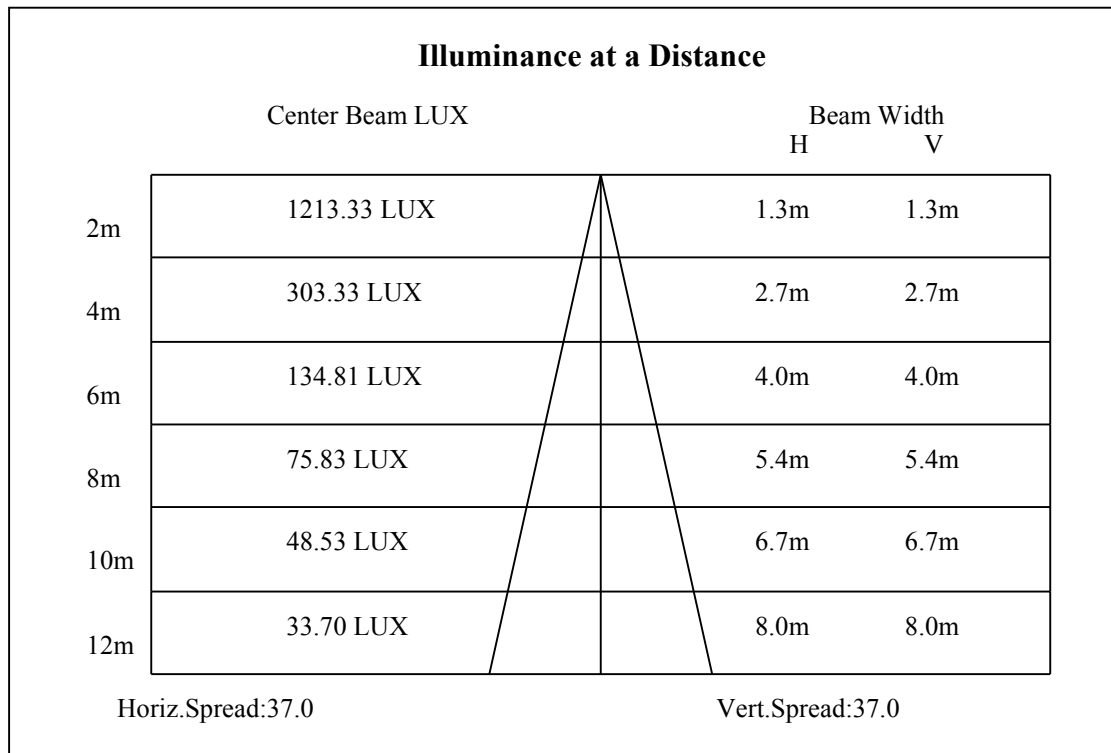 Illuminance at a Distance
Center Beam LUX Beam Width
H V
1213.33 LUX 1.3m 1.3m
2m
303.33 LUX 2.7m 2.7m
4m
134.81 LUX 4.0m 4.0m
6m
75.83 LUX 5.4m 5.4m
8m
48.53 LUX 6.7m 6.7m
10m
33.70 LUX 8.0m 8.0m
12m
Horiz.Spread:37.0 Vert.Spread:37.0